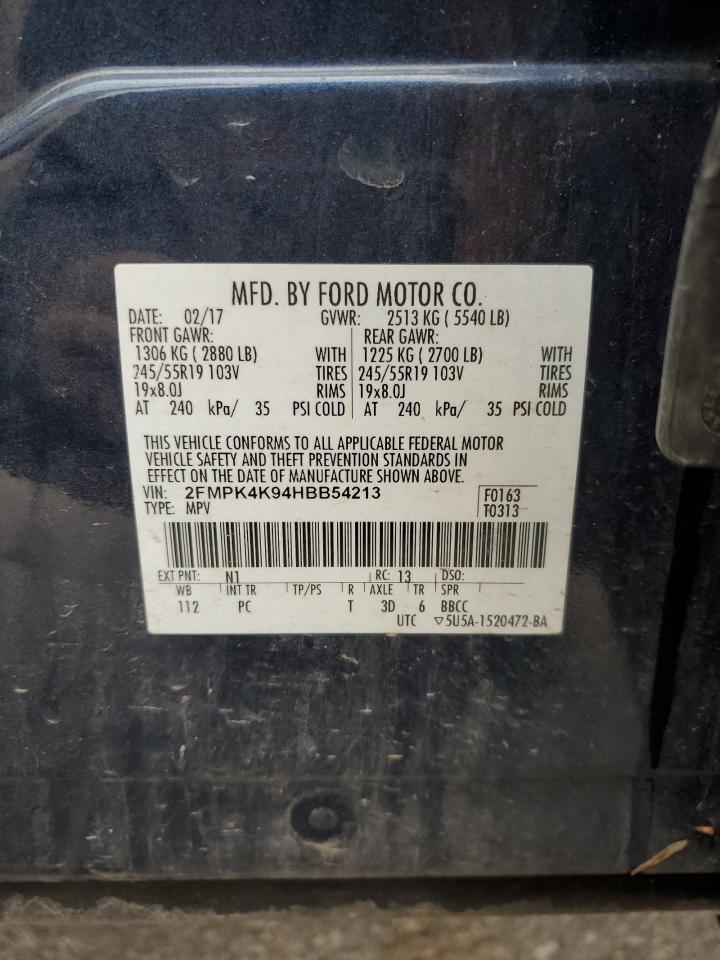 MFD. BY FORD MOTOR CO.
DATE: 02/17 GVWR: 2513 KG ( 5540 LB)
FRONT GAWR: REAR GAWR:
1306 KG ( 2880 LB) WITH 1225 KG ( 2700 LB) WITH
245/55R19 103V TIRES 245/55R19 103V TIRES
19x8.0J RIMS 19x8.0J RIMS
AT 240 kPa/ 35 PSI COLD AT 240 kPa/ 35 PSI COLD
THIS VEHICLE CONFORMS TO ALL APPLICABLE FEDERAL MOTOR
VEHICLE SAFETY AND THEFT PREVENTION STANDARDS IN
EFFECT ON THE DATE OF MANUFACTURE SHOWN ABOVE.
VIN: 2FMPK4K94HBB54213 F0163
TYPE: MPV T0313
EXT PNT: N1 RC: 13 DSO:
WB INT TR TP/PS R AXLE TR SPR
112 PC T 3D 6 BBCC
UTC ▽5U5A-1520472-BA